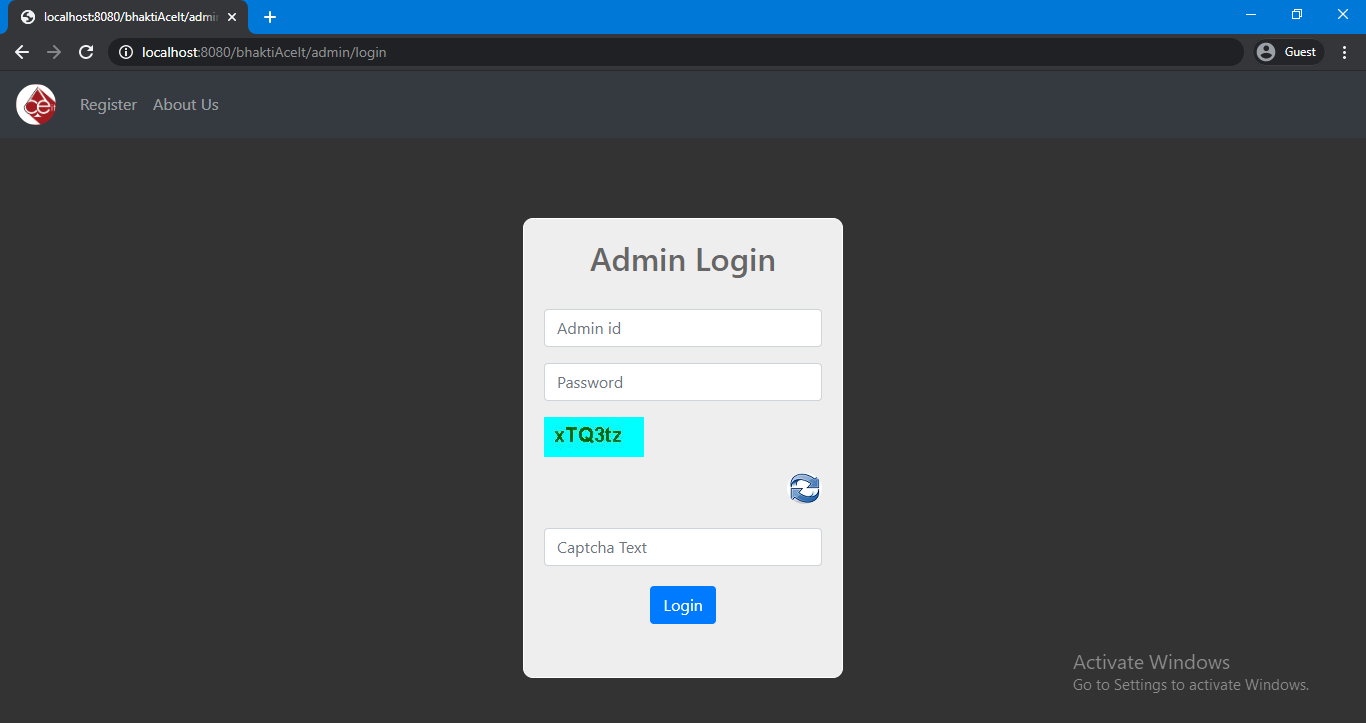 localhost:8080/bhaktiAceIt/admi
localhost:8080/bhaktiAceIt/admin/login
Guest
Register About Us
Admin Login
Admin id
Password
xTQ3tz
Captcha Text
Login
Activate Windows
Go to Settings to activate Windows.